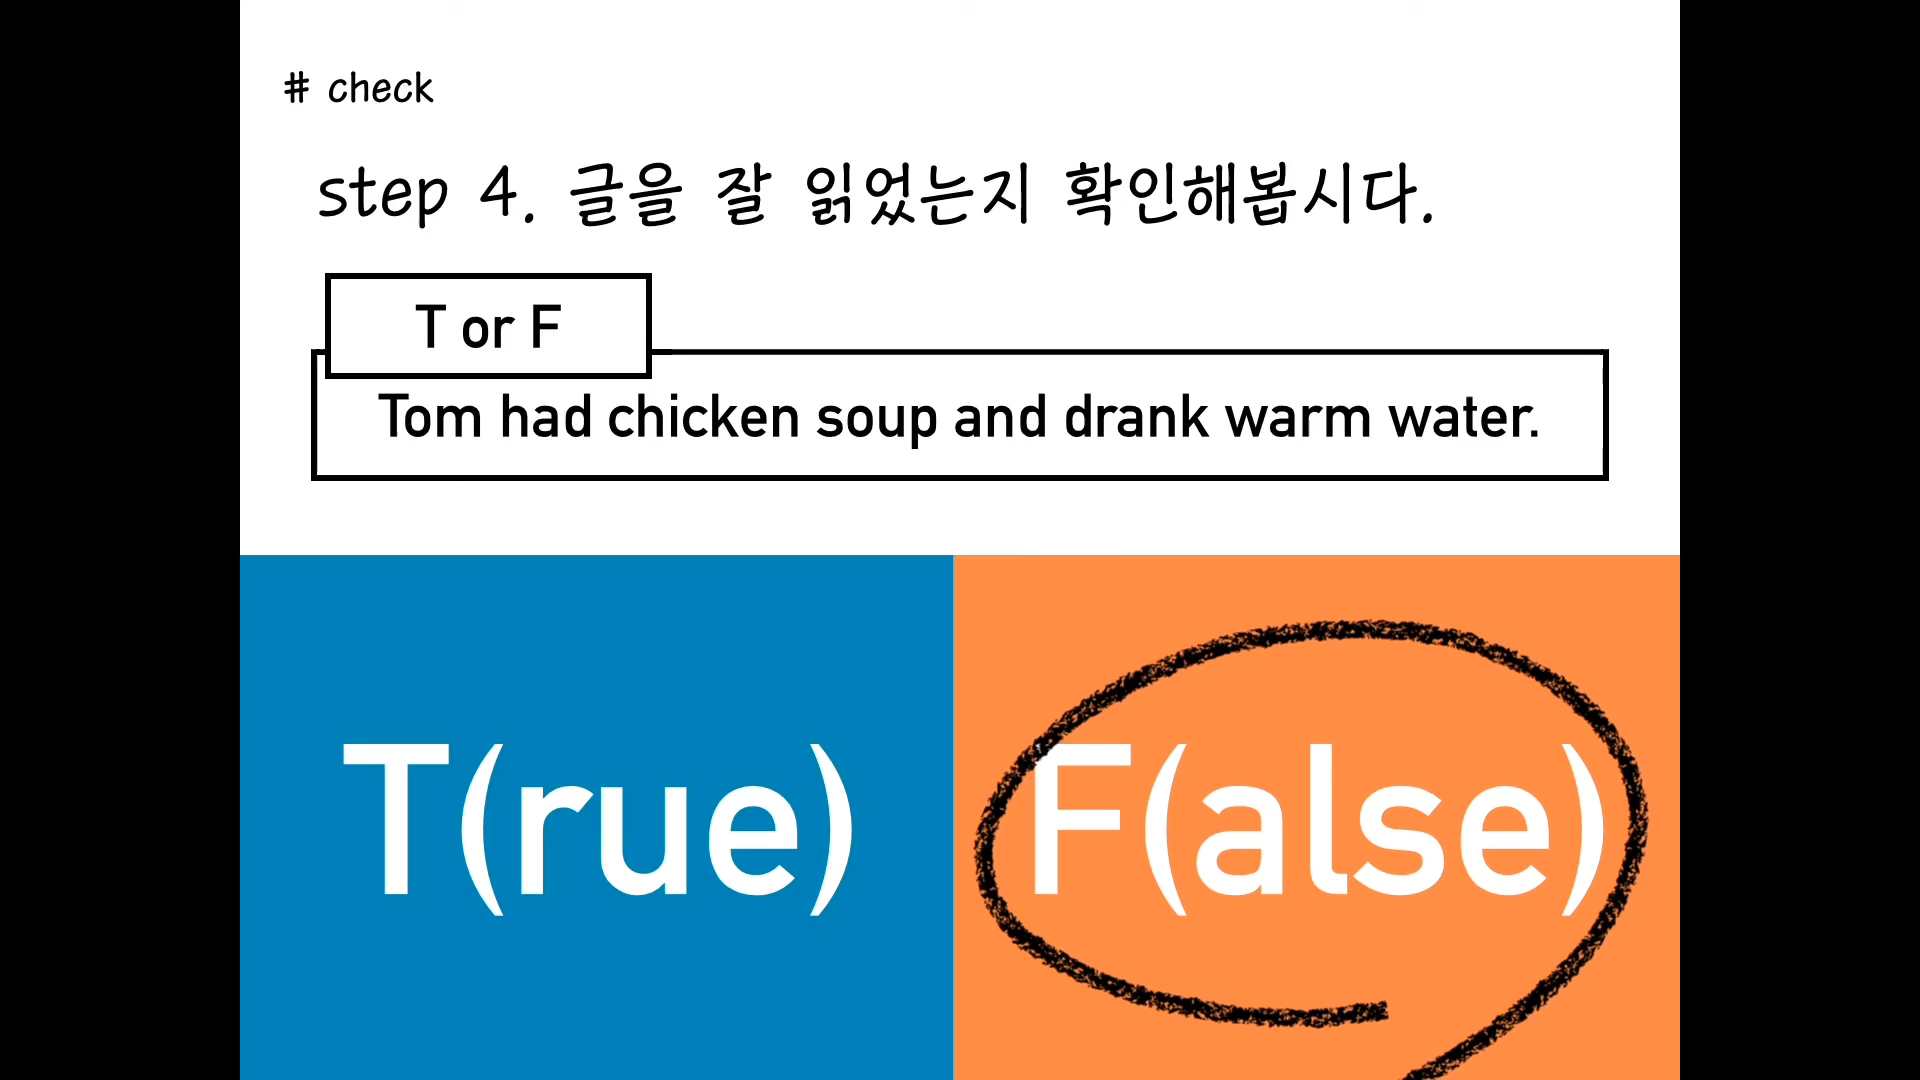 # check
step 4. 글을 잘 읽었는지 확인해봅시다.
T or F
Tom had chicken soup and drank warm water.
T(rue)
F(alse)